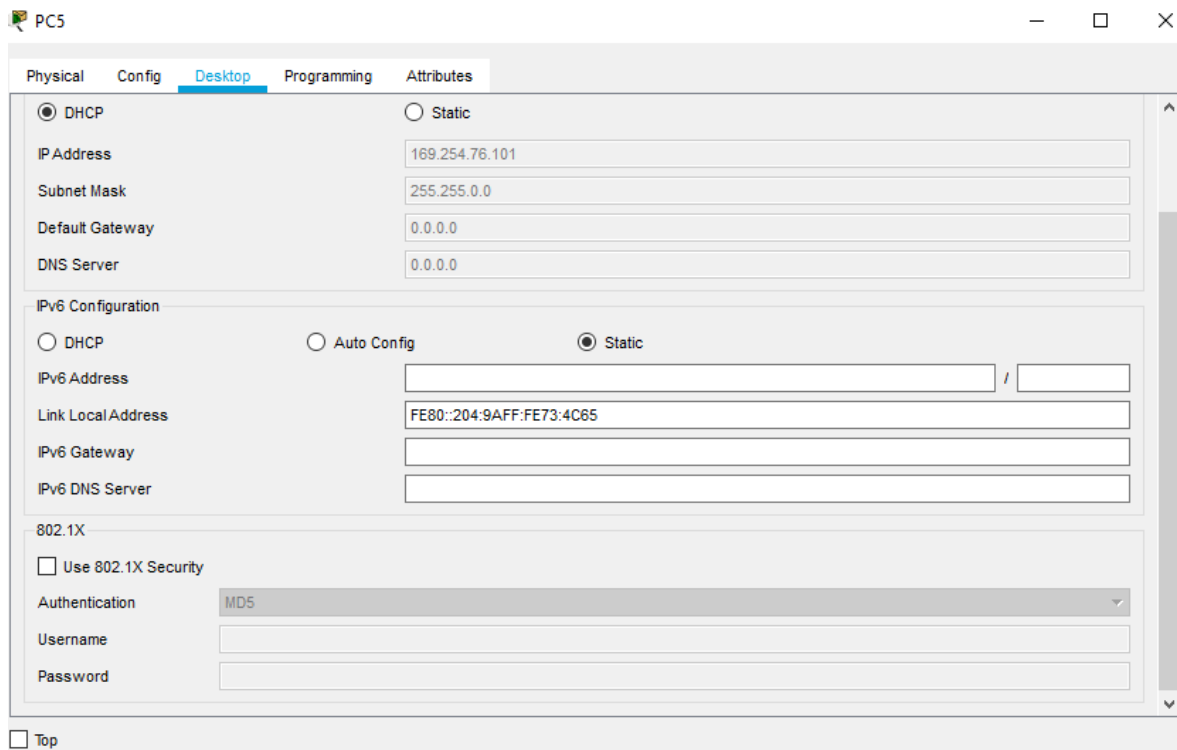 PC5
Physical Config Desktop Programming Attributes
DHCP Static
IP Address 169.254.76.101
Subnet Mask 255.255.0.0
Default Gateway 0.0.0.0
DNS Server 0.0.0.0
IPv6 Configuration
DHCP Auto Config Static
IPv6 Address /
Link Local Address FE80::204:9AFF:FE73:4C65
IPv6 Gateway
IPv6 DNS Server
802.1X
Use 802.1X Security
Authentication MD5
Username
Password
Top